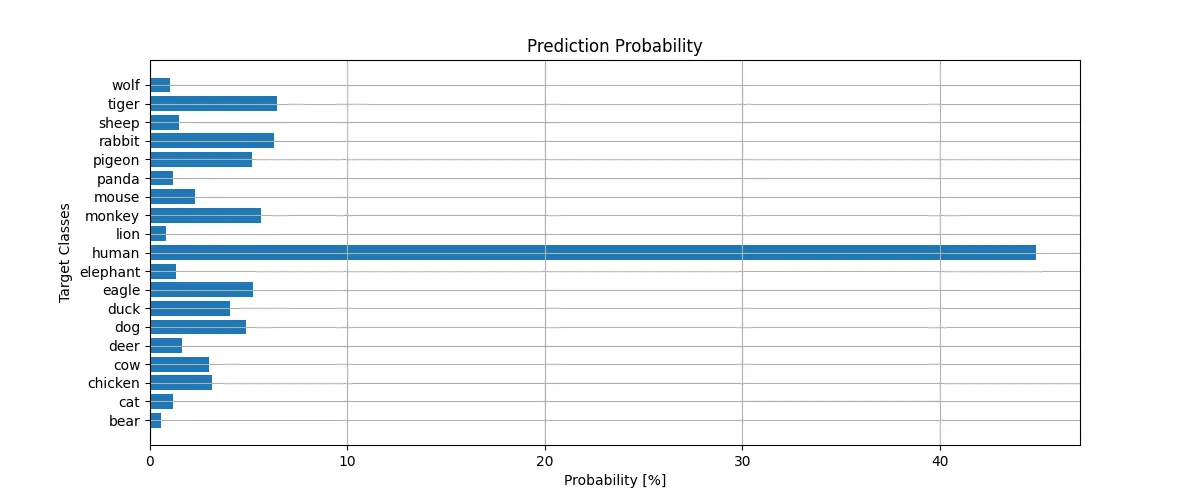 Prediction Probability
Target Classes
wolf
tiger
sheep
rabbit
pigeon
panda
mouse
monkey
lion
human
elephant
eagle
duck
dog
deer
cow
chicken
cat
bear
0 10 20 30 40
Probability [%]